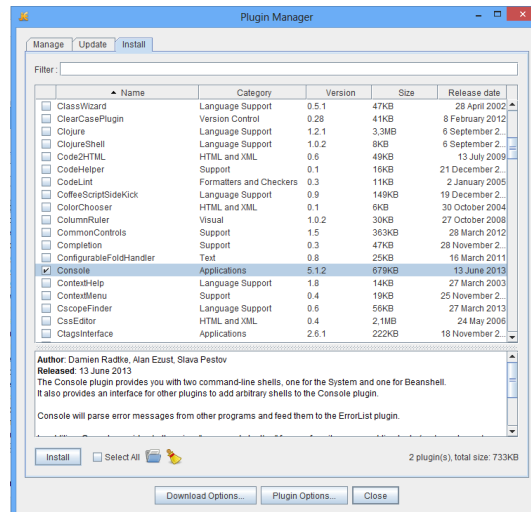 Plugin Manager
Manage Update Install
Filter:
Name Category Version Size Release date
ClassWizard Language Support 0.5.1 47KB 28 April 2002
ClearCasePlugin Version Control 0.28 41KB 8 February 2012
Clojure Language Support 1.2.1 3,3MB 6 September 2...
ClojureShell Language Support 1.0.2 8KB 6 September 2...
Code2HTML HTML and XML 0.6 49KB 13 July 2009
CodeHelper Support 0.1 16KB 21 December 2...
CodeLint Formatters and Checkers 0.3 11KB 2 January 2005
CoffeeScriptSideKick Language Support 0.9 149KB 19 December 2...
ColorChooser HTML and XML 0.1 6KB 30 October 2004
ColumnRuler Visual 1.0.2 30KB 27 October 2008
CommonControls Support 1.5 363KB 28 March 2012
Completion Support 0.3 47KB 28 November 2...
ConfigurableFoldHandler Text 0.8 25KB 16 March 2011
Console Applications 5.1.2 679KB 13 June 2013
ContextHelp Language Support 1.8 14KB 27 March 2003
ContextMenu Support 0.4 19KB 25 November 2...
CscopeFinder Language Support 0.6 56KB 27 March 2013
CssEditor HTML and XML 0.4 2,1MB 24 May 2006
CtagsInterface Applications 2.6.1 222KB 18 November 2...
Author: Damien Radtke, Alan Ezust, Slava Pestov
Released: 13 June 2013
The Console plugin provides you with two command-line shells, one for the System and one for Beanshell.
It also provides an interface for other plugins to add arbitrary shells to the Console plugin.
Console will parse error messages from other programs and feed them to the ErrorList plugin.
Install Select All 2 plugin(s), total size: 733KB
Download Options... Plugin Options... Close